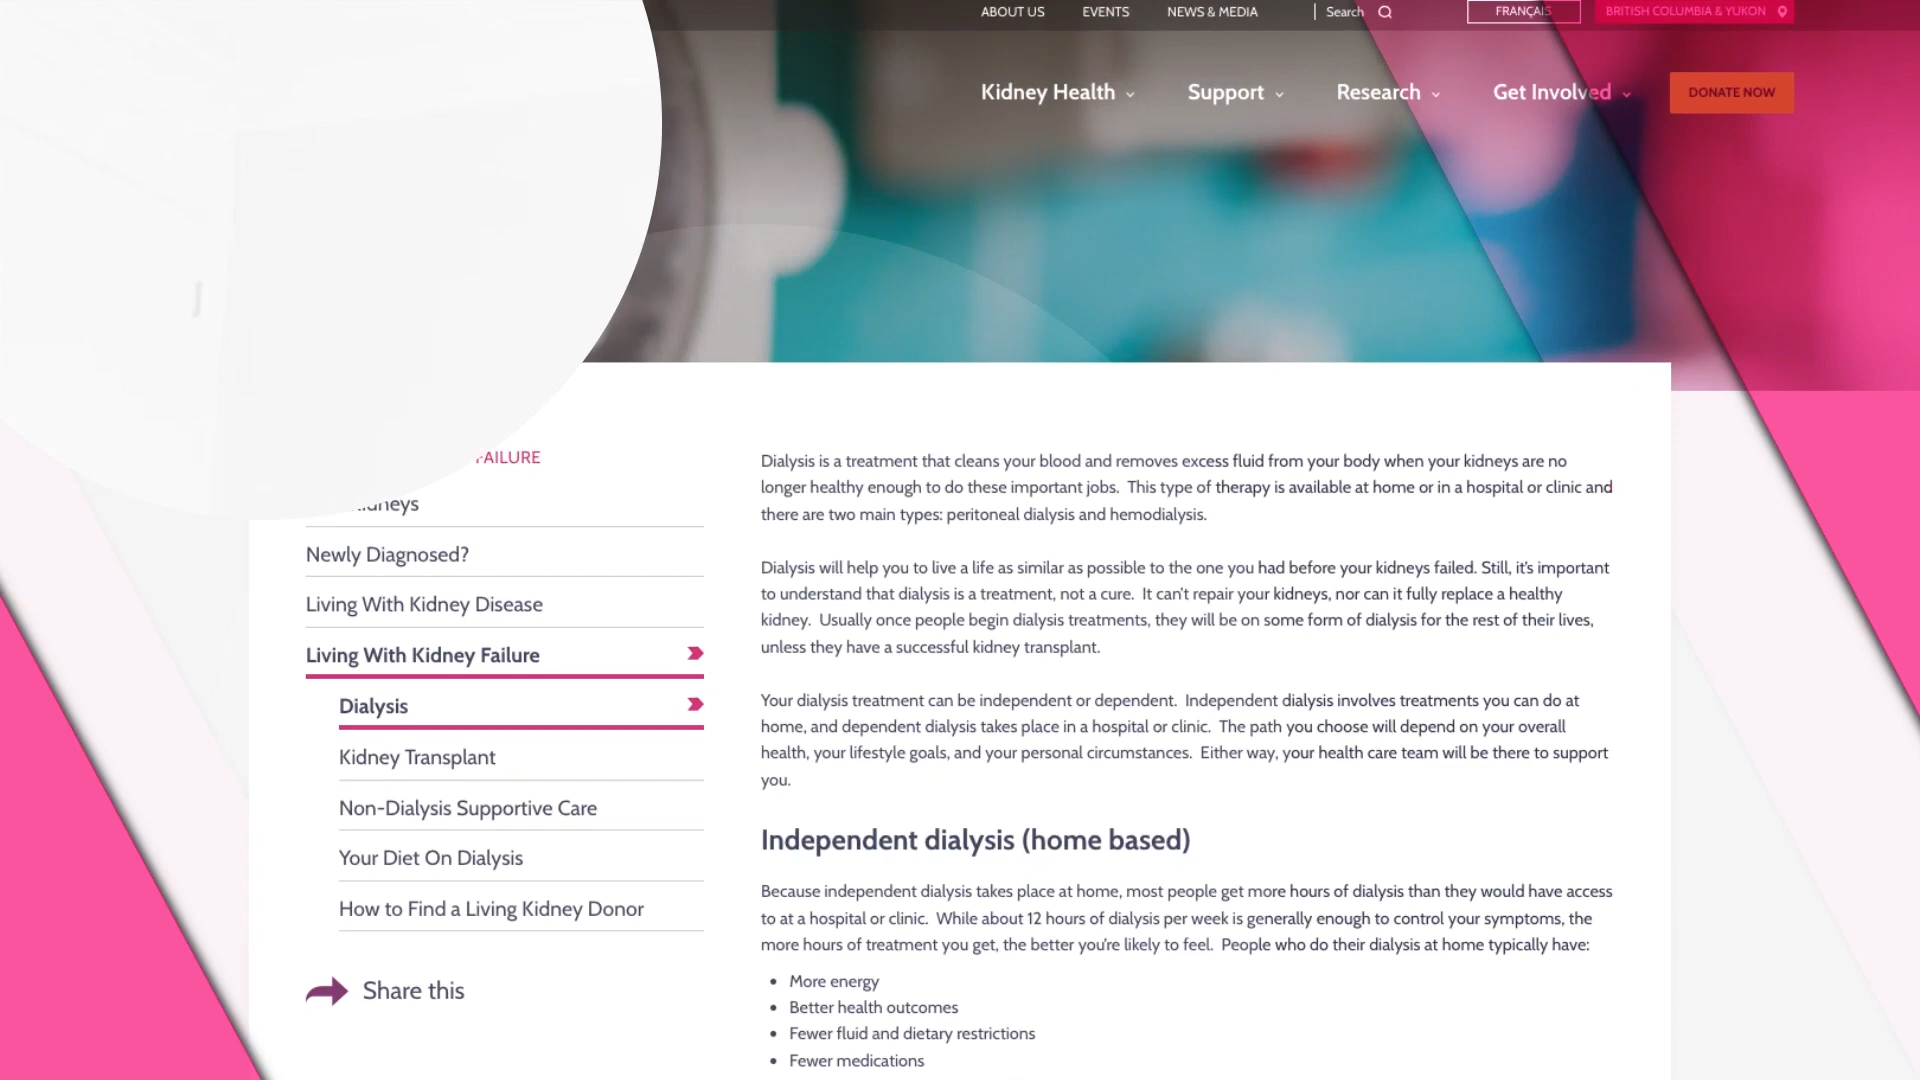 ABOUT US EVENTS NEWS & MEDIA Search FRANÇAIS BRITISH COLUMBIA & YUKON
Kidney Health Support Research Get Involved DONATE NOW
FAILURE
Newly Diagnosed?
Living With Kidney Disease
Living With Kidney Failure
Dialysis
Kidney Transplant
Non-Dialysis Supportive Care
Your Diet On Dialysis
How to Find a Living Kidney Donor
Share this
Dialysis is a treatment that cleans your blood and removes excess fluid from your body when your kidneys are no
longer healthy enough to do these important jobs. This type of therapy is available at home or in a hospital or clinic and
there are two main types: peritoneal dialysis and hemodialysis.
Dialysis will help you to live a life as similar as possible to the one you had before your kidneys failed. Still, it's important
to understand that dialysis is a treatment, not a cure. It can't repair your kidneys, nor can it fully replace a healthy
kidney. Usually once people begin dialysis treatments, they will be on some form of dialysis for the rest of their lives,
unless they have a successful kidney transplant.
Your dialysis treatment can be independent or dependent. Independent dialysis involves treatments you can do at
home, and dependent dialysis takes place in a hospital or clinic. The path you choose will depend on your overall
health, your lifestyle goals, and your personal circumstances. Either way, your health care team will be there to support
you.
Independent dialysis (home based)
Because independent dialysis takes place at home, most people get more hours of dialysis than they would have access
to at a hospital or clinic. While about 12 hours of dialysis per week is generally enough to control your symptoms, the
more hours of treatment you get, the better you're likely to feel. People who do their dialysis at home typically have:
More energy
Better health outcomes
Fewer fluid and dietary restrictions
Fewer medications